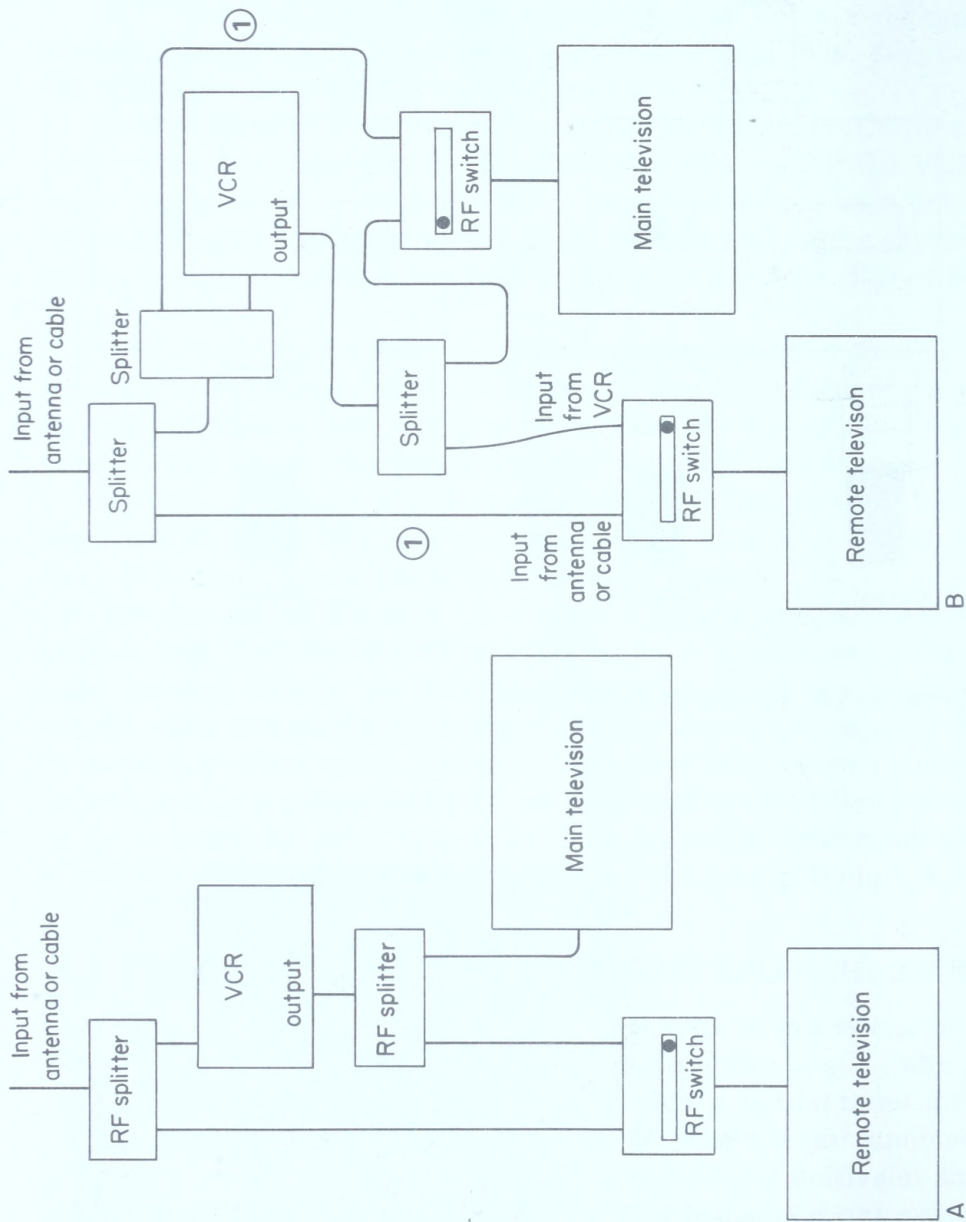 Input from
antenna or cable
RF splitter
VCR
output
RF splitter
Main television
RF switch
Remote television
A
Input from
antenna or cable
Splitter
Splitter
VCR
output
1
Splitter
Input
from
VCR
1
Input
from
antenna
or cable
RF switch
RF switch
Main television
Remote televison
B